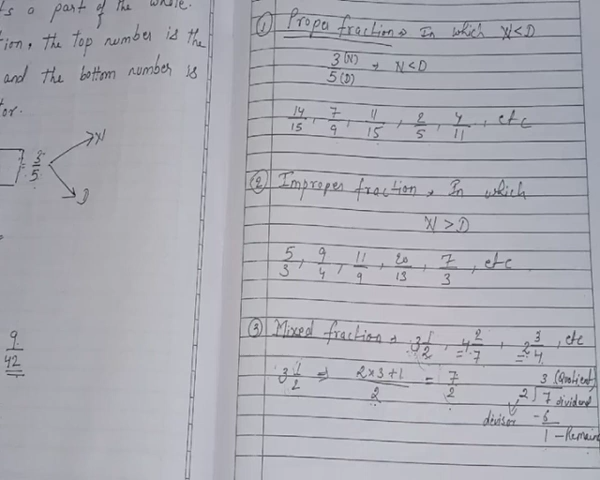 ts a part of the whole.
tion, the top number is the
and the bottom number is
tor.
= 3/5 N
D
9/42
① Proper fraction → In which N<D
3(N)/5(D) → N<D
14/15, 7/9, 11/15, 2/5, 4/11, etc
② Improper fraction → In which
N>D
5/3, 9/4, 11/9, 20/13, 7/3, etc
③ Mixed fraction → 3 1/2, 4 2/7, 2 3/4, etc
3 1/2 ⇒ 2×3+1/2 = 7/2
3 (Quotient)
2)7 dividend
divisor -6
1 - Remain